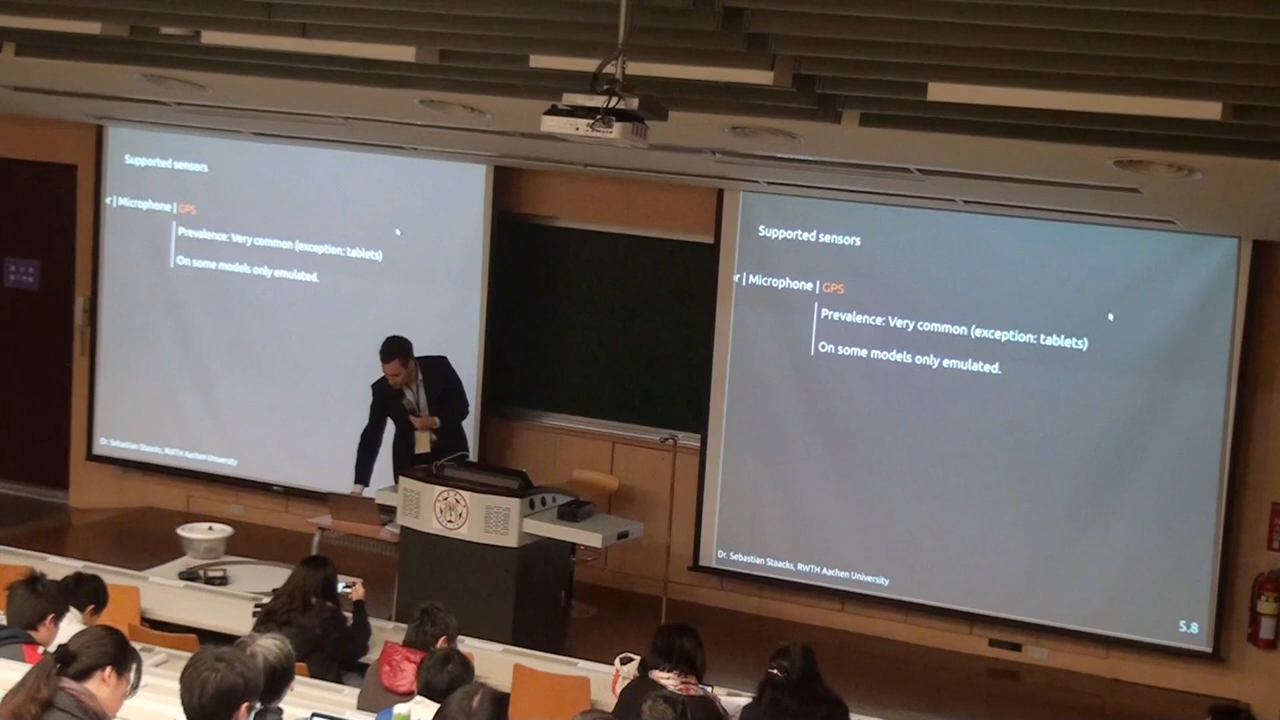 Supported sensors
r | Microphone | GPS
Prevalence: Very common (exception: tablets)
On some models only emulated.
Dr. Sebastian Staacks, RWTH Aachen University
Supported sensors
or | Microphone | GPS
Prevalence: Very common (exception: tablets)
On some models only emulated.
Dr. Sebastian Staacks, RWTH Aachen University
5.8